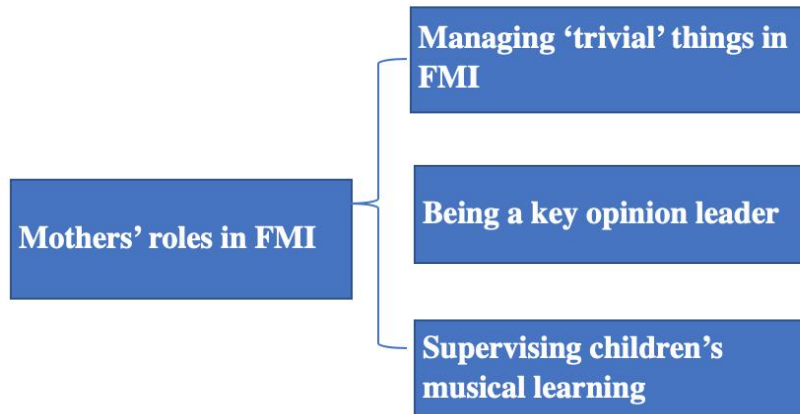 Mothers’ roles in FMI
Managing ‘trivial’ things in
FMI
Being a key opinion leader
Supervising children’s
musical learning